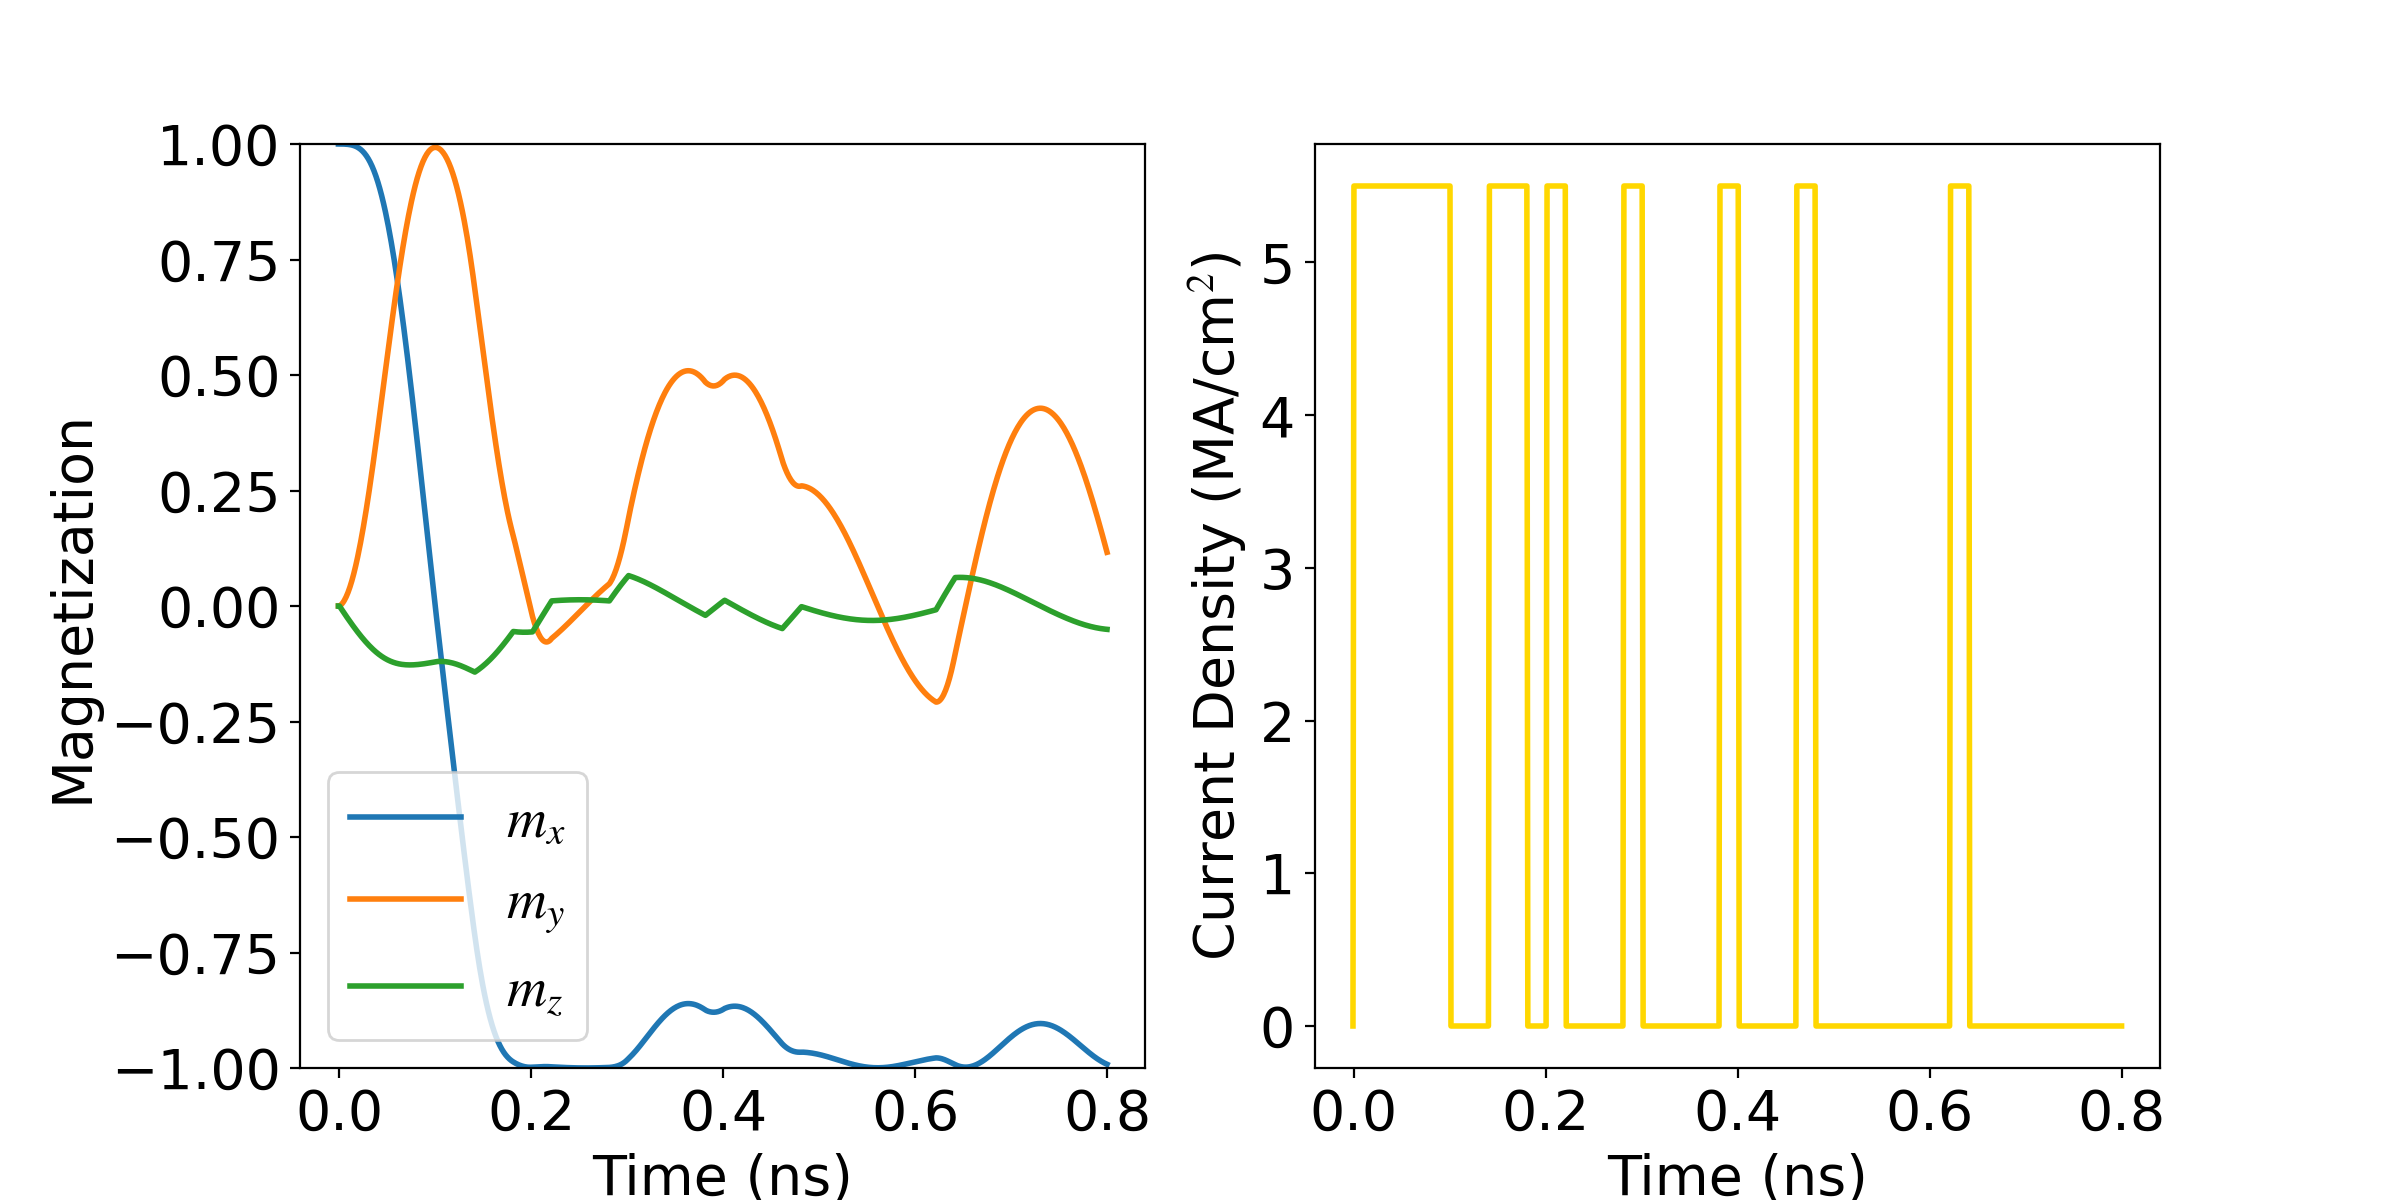 1.00
0.75
0.50
0.25
0.00
−0.25
−0.50
−0.75
−1.00
Magnetization
m_x
m_y
m_z
0.0 0.2 0.4 0.6 0.8
Time (ns)
5
4
3
2
1
0
Current Density (MA/cm²)
0.0 0.2 0.4 0.6 0.8
Time (ns)